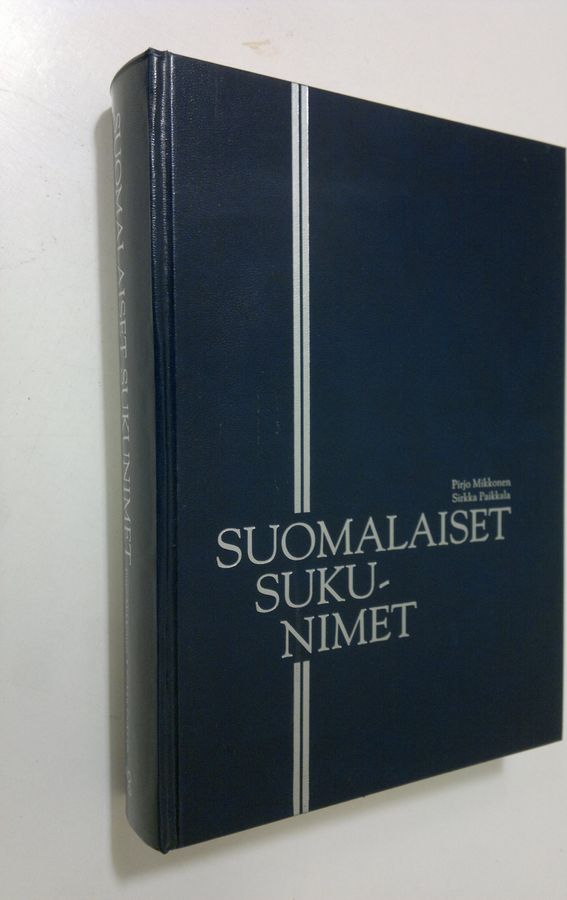 SUOMALAISET SUKUNIMET
Pirjo Mikkonen
Sirkka Paikkala
SUOMALAISET
SUKU-
NIMET